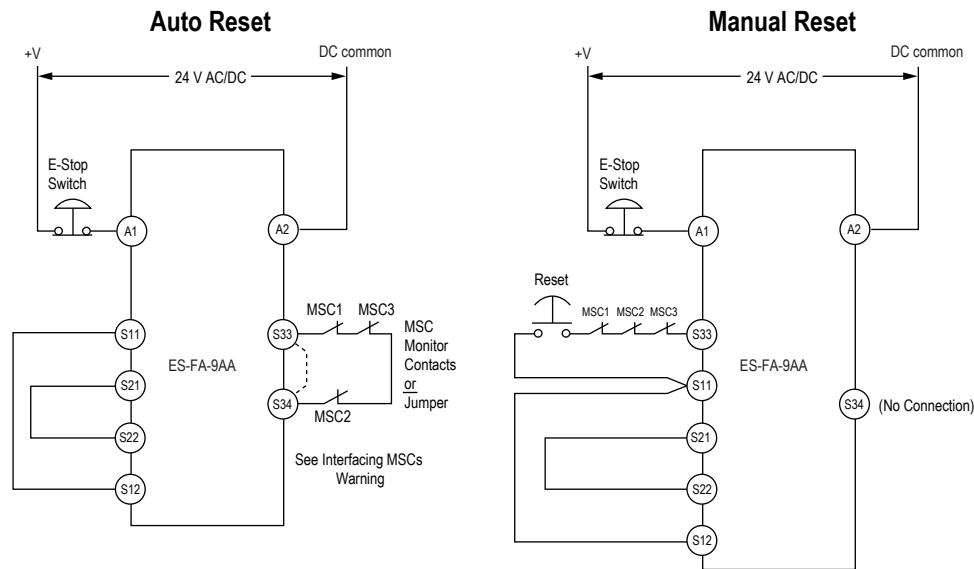 Auto Reset
+V
DC common
24 V AC/DC
E-Stop
Switch
A1
A2
S11
S33
MSC1
MSC3
MSC
Monitor
Contacts
or
Jumper
ES-FA-9AA
S21
S34
MSC2
S22
See Interfacing MSCs
Warning
S12
Manual Reset
+V
DC common
24 V AC/DC
E-Stop
Switch
A1
A2
Reset
MSC1
MSC2
MSC3
S33
S11
ES-FA-9AA
S34
(No Connection)
S21
S22
S12